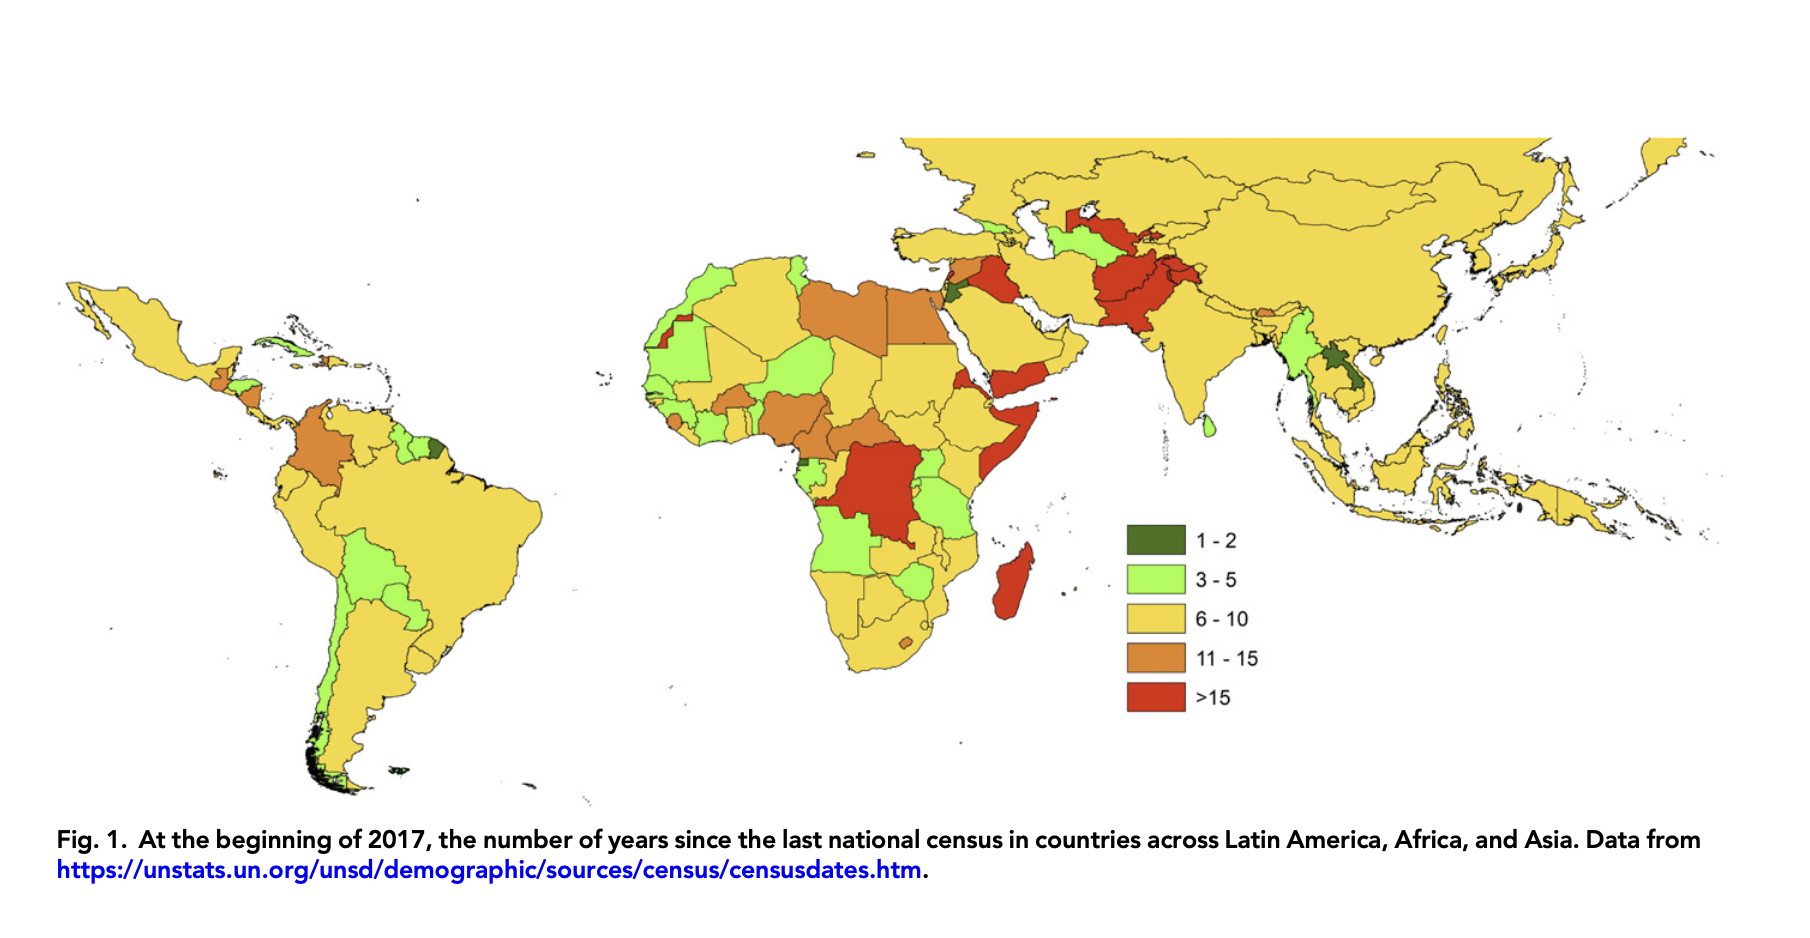 1 - 2
3 - 5
6 - 10
11 - 15
>15
Fig. 1. At the beginning of 2017, the number of years since the last national census in countries across Latin America, Africa, and Asia. Data from
https://unstats.un.org/unsd/demographic/sources/census/censusdates.htm.